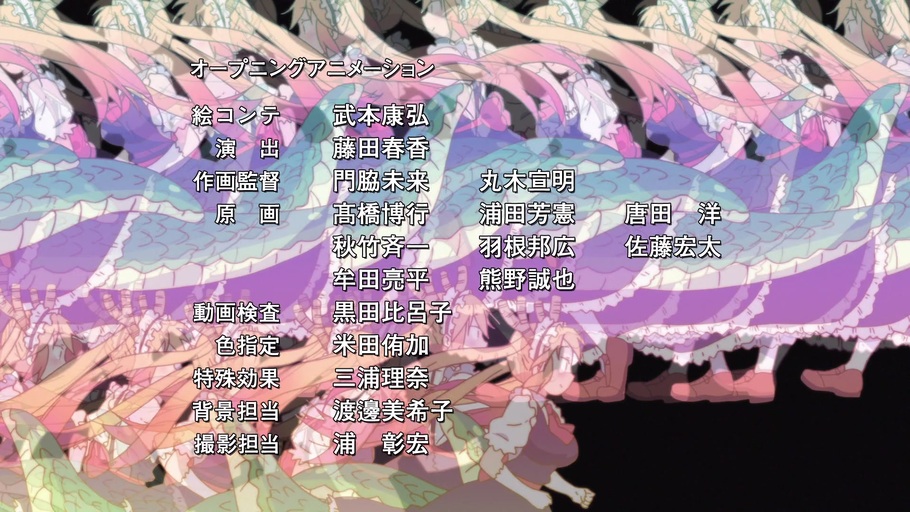 オープニングアニメーション
絵コンテ 武本康弘
演 出 藤田春香
作画監督 門脇未来 丸木宣明
原 画 髙橋博行 浦田芳憲 唐田 洋
秋竹斉一 羽根邦広 佐藤宏太
牟田亮平 熊野誠也
動画検査 黒田比呂子
色指定 米田侑加
特殊効果 三浦理奈
背景担当 渡邊美希子
撮影担当 浦 彰宏